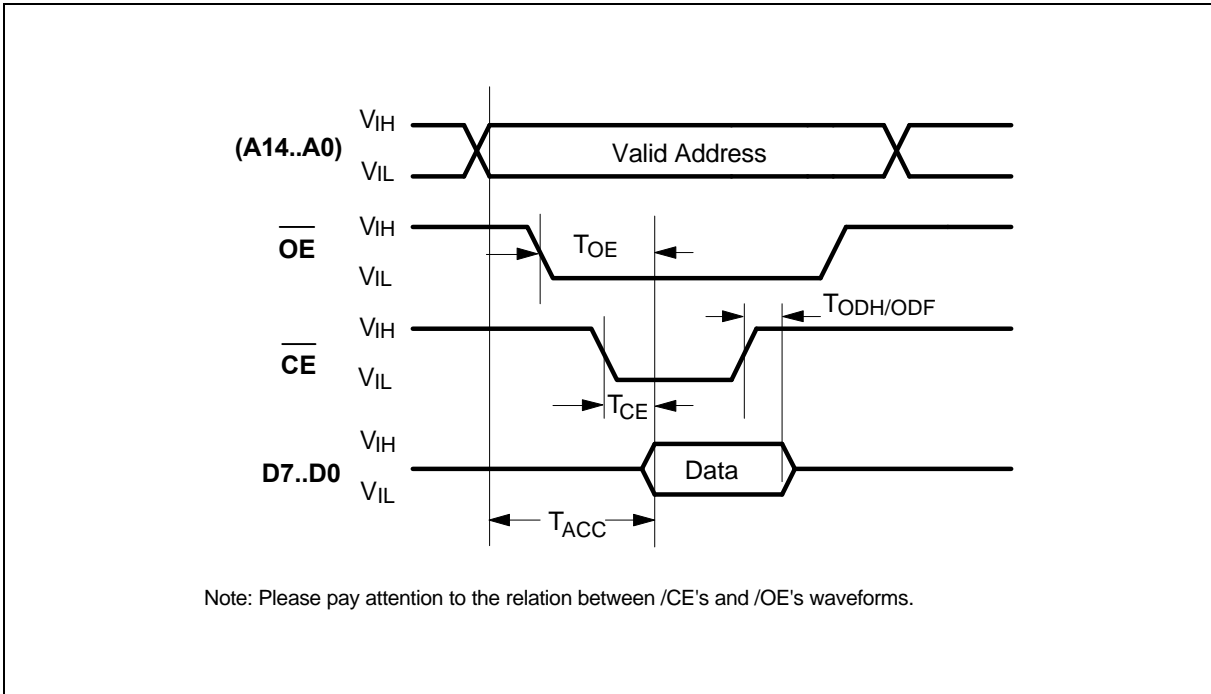 VIH
(A14..A0)
Valid Address
VIL
VIH
OE
TOE
VIL
TODH/ODF
VIH
CE
VIL
TCE
VIH
D7..D0
Data
VIL
TACC
Note: Please pay attention to the relation between /CE's and /OE's waveforms.